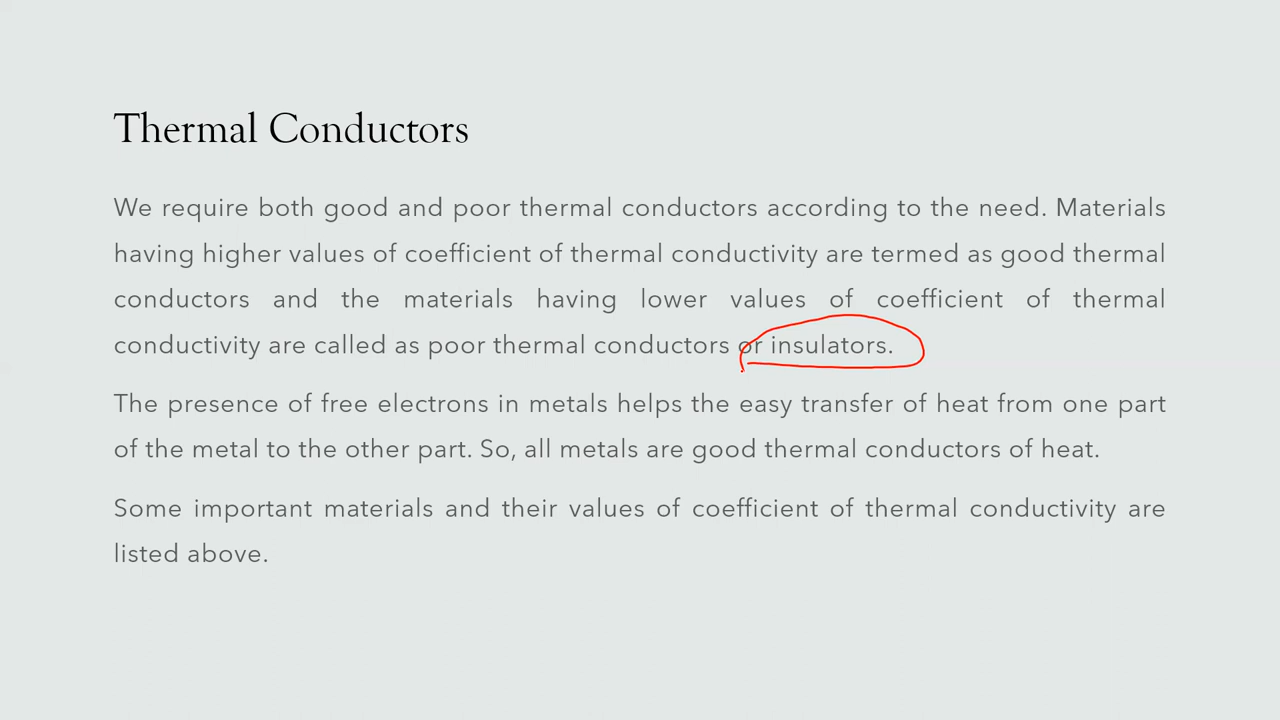 Thermal Conductors
We require both good and poor thermal conductors according to the need. Materials
having higher values of coefficient of thermal conductivity are termed as good thermal
conductors and the materials having lower values of coefficient of thermal
conductivity are called as poor thermal conductors or insulators.
The presence of free electrons in metals helps the easy transfer of heat from one part
of the metal to the other part. So, all metals are good thermal conductors of heat.
Some important materials and their values of coefficient of thermal conductivity are
listed above.